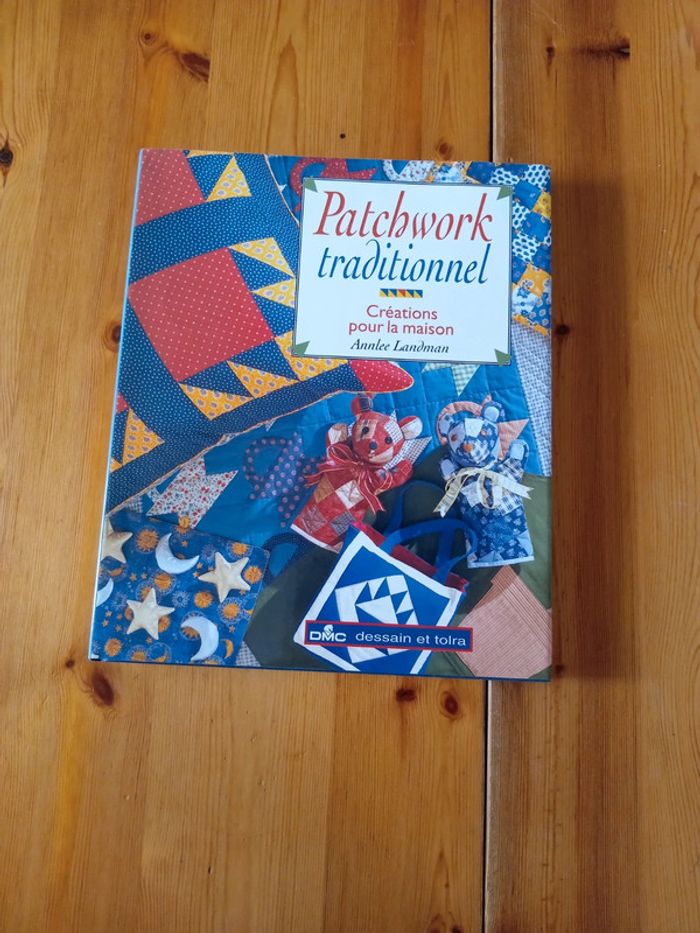 Patchwork
traditionnel
Créations
pour la maison
Annlee Landman
DMC dessain et tolra